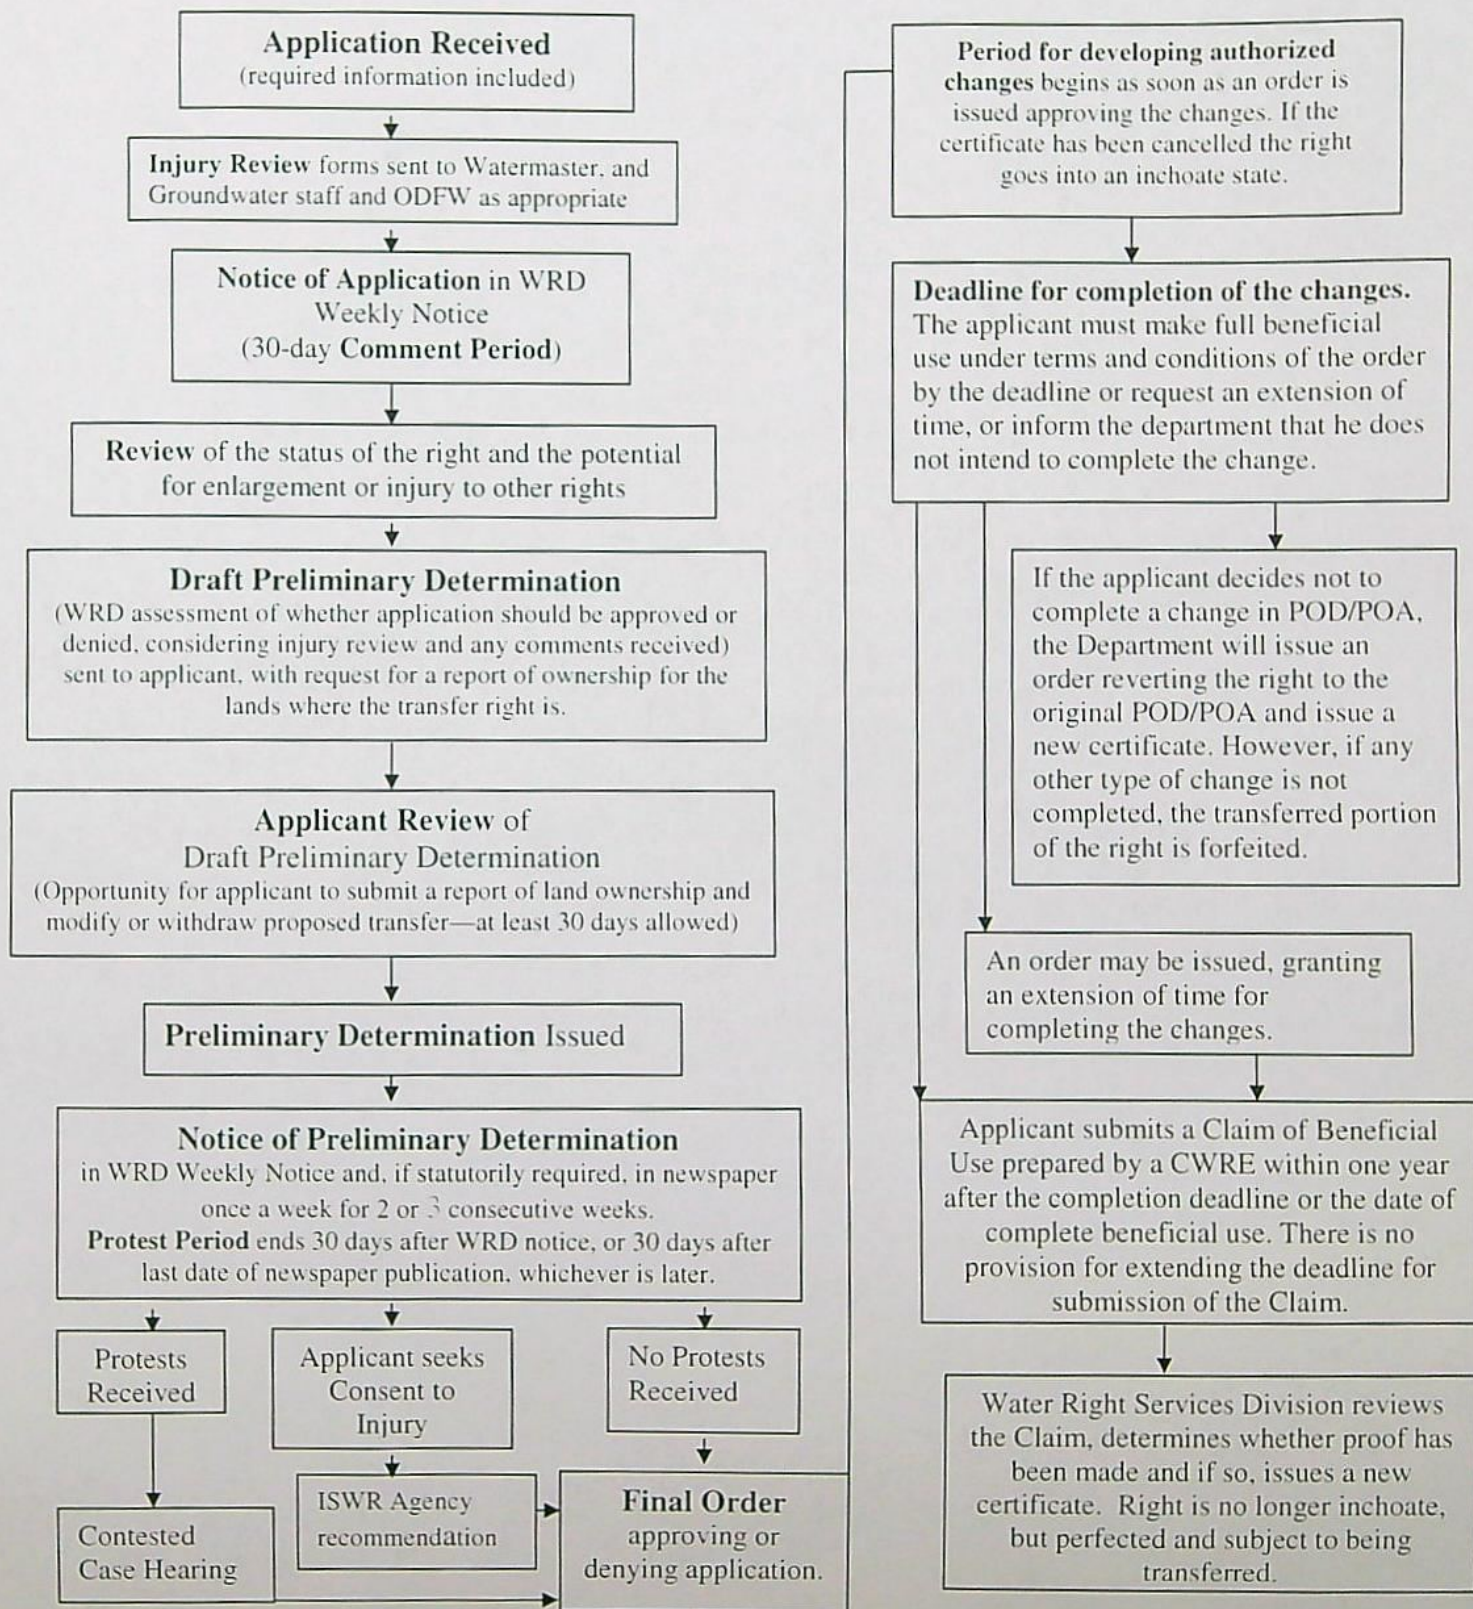 Application Received
(required information included)
Injury Review forms sent to Watermaster, and
Groundwater staff and ODFW as appropriate
Notice of Application in WRD
Weekly Notice
(30-day Comment Period)
Review of the status of the right and the potential
for enlargement or injury to other rights
Draft Preliminary Determination
(WRD assessment of whether application should be approved or
denied, considering injury review and any comments received)
sent to applicant, with request for a report of ownership for the
lands where the transfer right is.
Applicant Review of
Draft Preliminary Determination
(Opportunity for applicant to submit a report of land ownership and
modify or withdraw proposed transfer—at least 30 days allowed)
Preliminary Determination Issued
Notice of Preliminary Determination
in WRD Weekly Notice and, if statutorily required, in newspaper
once a week for 2 or 3 consecutive weeks.
Protest Period ends 30 days after WRD notice, or 30 days after
last date of newspaper publication, whichever is later.
Protests
Received
Applicant seeks
Consent to
Injury
No Protests
Received
Contested
Case Hearing
ISWR Agency
recommendation
Final Order
approving or
denying application.
Period for developing authorized
changes begins as soon as an order is
issued approving the changes. If the
certificate has been cancelled the right
goes into an inchoate state.
Deadline for completion of the changes.
The applicant must make full beneficial
use under terms and conditions of the order
by the deadline or request an extension of
time, or inform the department that he does
not intend to complete the change.
If the applicant decides not to
complete a change in POD/POA,
the Department will issue an
order reverting the right to the
original POD/POA and issue a
new certificate. However, if any
other type of change is not
completed, the transferred portion
of the right is forfeited.
An order may be issued, granting
an extension of time for
completing the changes.
Applicant submits a Claim of Beneficial
Use prepared by a CWRE within one year
after the completion deadline or the date of
complete beneficial use. There is no
provision for extending the deadline for
submission of the Claim.
Water Right Services Division reviews
the Claim, determines whether proof has
been made and if so, issues a new
certificate. Right is no longer inchoate,
but perfected and subject to being
transferred.